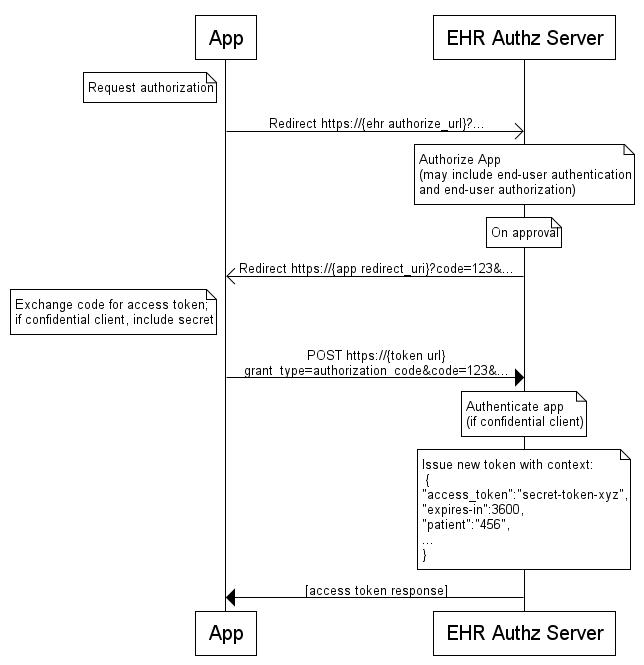 App
EHR Authz Server
Request authorization
Redirect https://{ehr authorize_url}?...
Authorize App
(may include end-user authentication
and end-user authorization)
On approval
Redirect https://{app redirect_uri}?code=123&...
Exchange code for access token;
if confidential client, include secret
POST https://{token url}
grant_type=authorization_code&code=123&...
Authenticate app
(if confidential client)
Issue new token with context:
{
"access_token":"secret-token-xyz",
"expires-in":3600,
"patient":"456",
...
}
[access token response]
App
EHR Authz Server